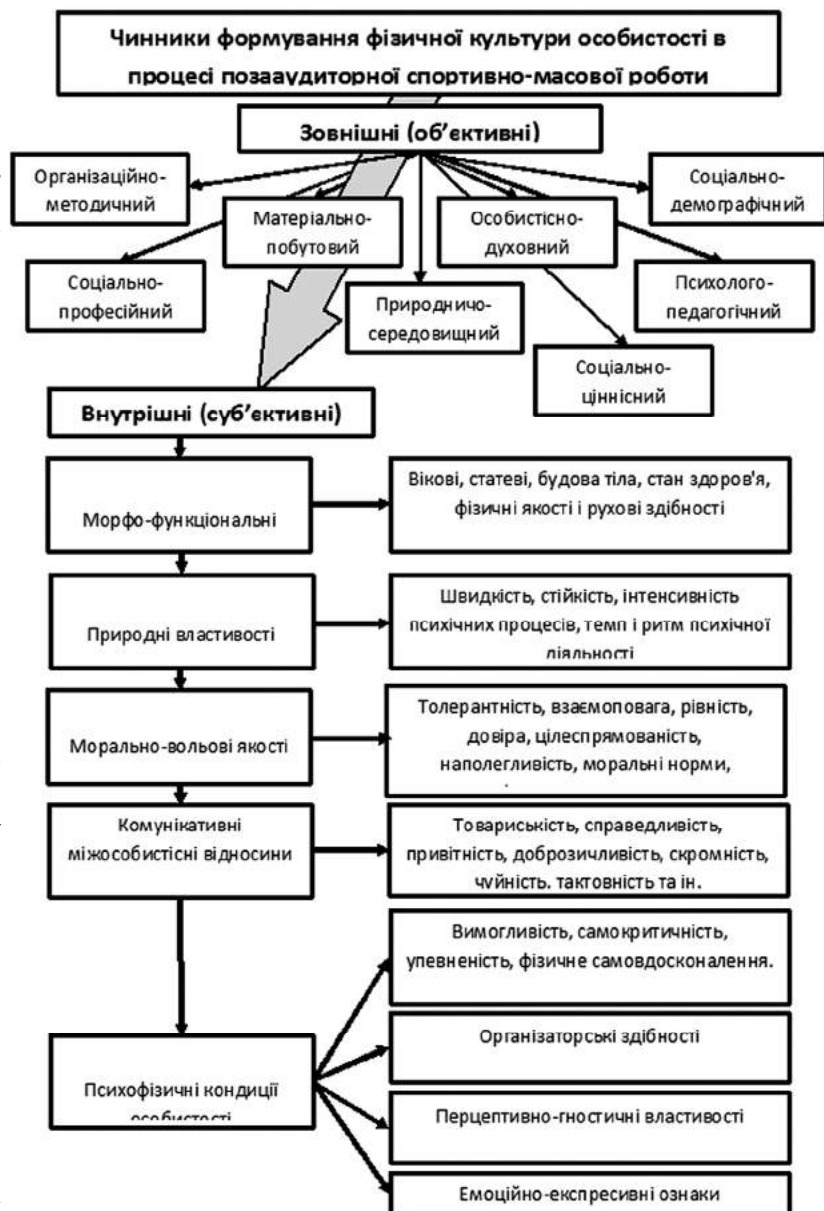 Чинники формування фізичної культури особистості в
процесі позааудиторної спортивно-масової роботи
Зовнішні (об’єктивні)
Організаційно-
методичний
Матеріально-
побутовий
Особистісно-
духовний
Соціально-
демографічний
Соціально-
професійний
Природничо-
середовищний
Психолого-
педагогічний
Соціально-
ціннісний
Внутрішні (суб’єктивні)
Морфо-функціональні
Вікові, статеві, будова тіла, стан здоров'я,
фізичні якості і рухові здібності
Природні властивості
Швидкість, стійкість, інтенсивність
психічних процесів, темп і ритм психічної
діяльності
Морально-вольові якості
Толерантність, взаємоповага, рівність,
довіра, цілеспрямованість,
наполегливість, моральні норми,
Комунікативні
міжособистісні відносини
Товариськість, справедливість,
привітність, доброзичливість, скромність,
чуйність, тактовність та ін.
Психофізичні кондиції
особистості
Вимогливість, самокритичність,
упевненість, фізичне самовдосконалення.
Організаторські здібності
Перцептивно-гностичні властивості
Емоційно-експресивні ознаки